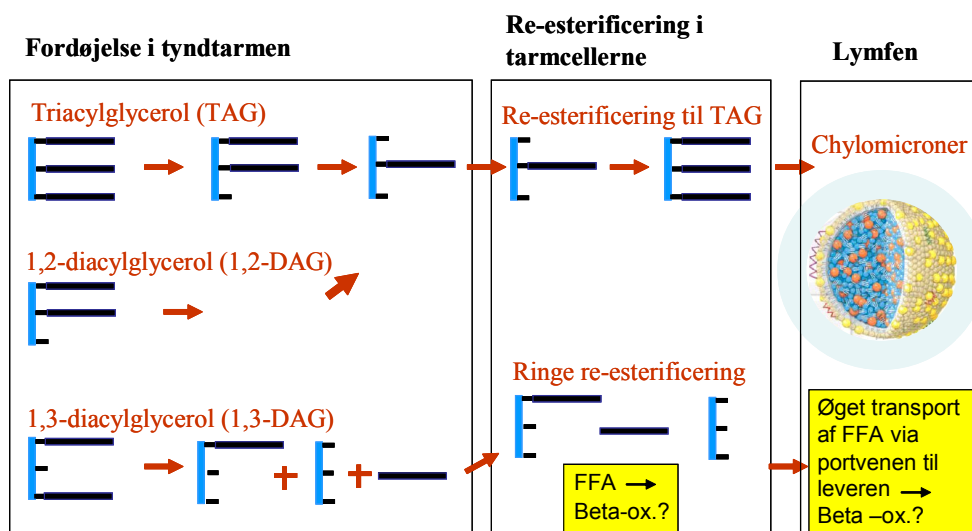 Fordøjelse i tyndtarmen
Re-esterificering i
tarmcellerne
Lymfen
Triacylglycerol (TAG)
Re-esterificering til TAG
Chylomicroner
1,2-diacylglycerol (1,2-DAG)
1,3-diacylglycerol (1,3-DAG)
+ +
Ringe re-esterificering
FFA →
Beta-ox.?
Øget transport
af FFA via
portvenen til
leveren →
Beta –ox.?